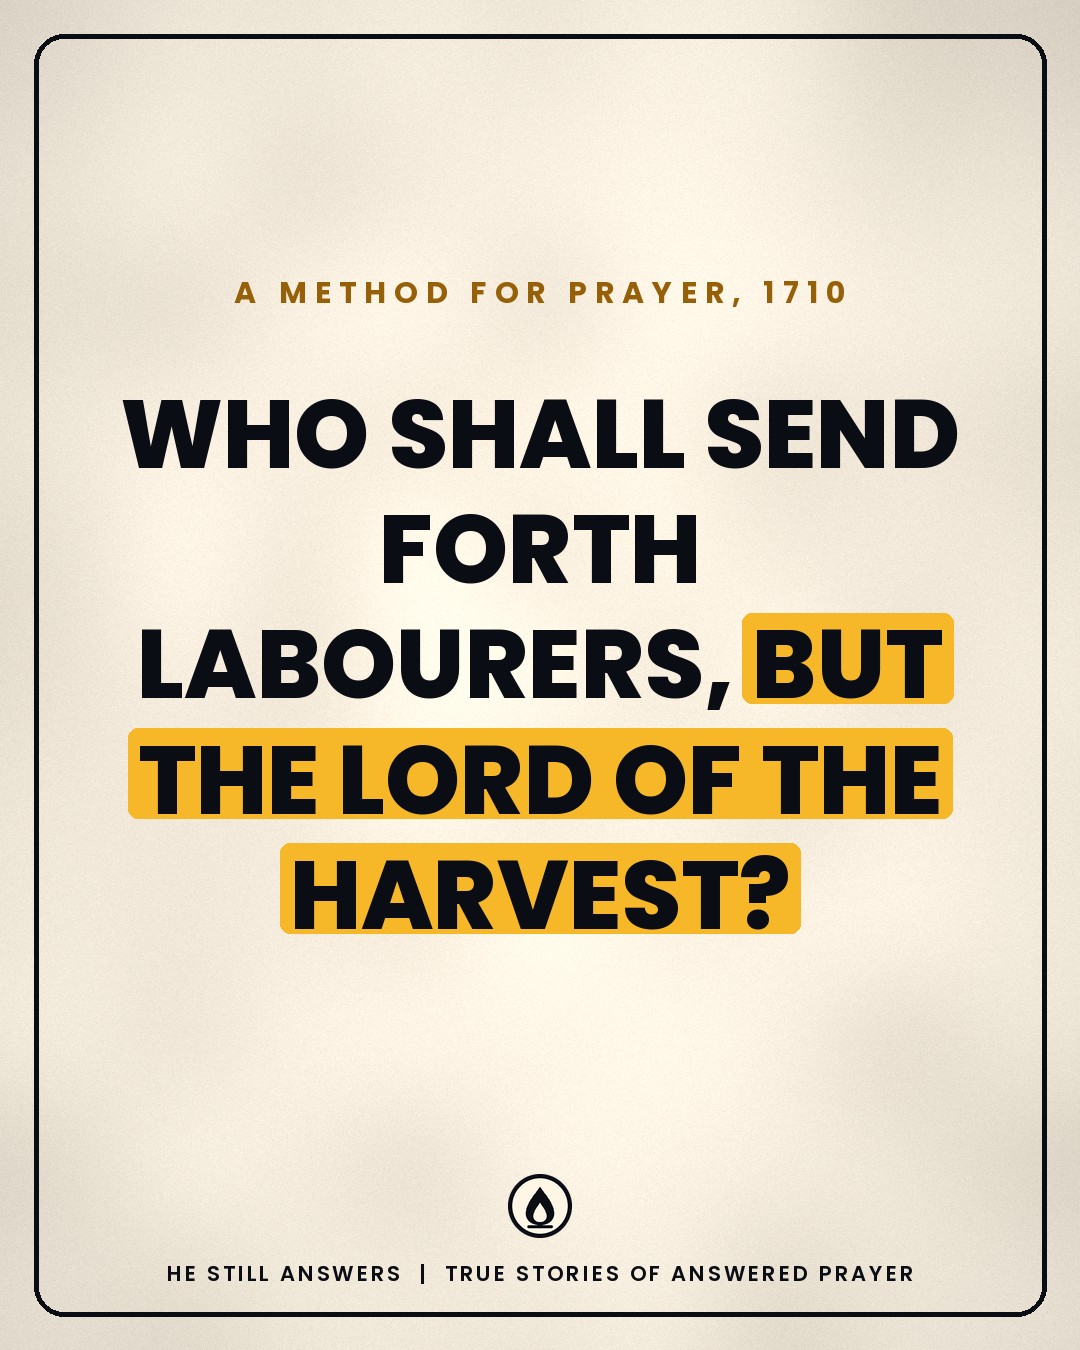 A METHOD FOR PRAYER, 1710
WHO SHALL SEND
FORTH
LABOURERS, BUT
THE LORD OF THE
HARVEST?
HE STILL ANSWERS | TRUE STORIES OF ANSWERED PRAYER